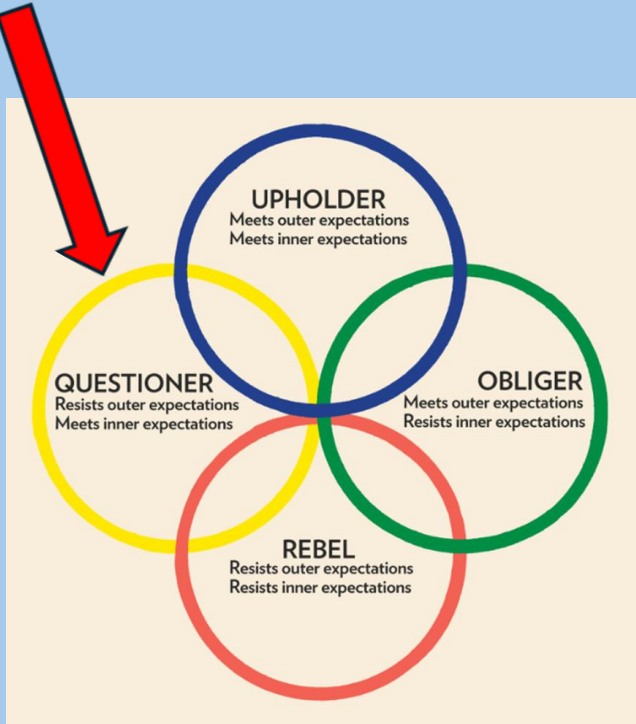 UPHOLDER
Meets outer expectations
Meets inner expectations
QUESTIONER
Resists outer expectations
Meets inner expectations
OBLIGER
Meets outer expectations
Resists inner expectations
REBEL
Resists outer expectations
Resists inner expectations